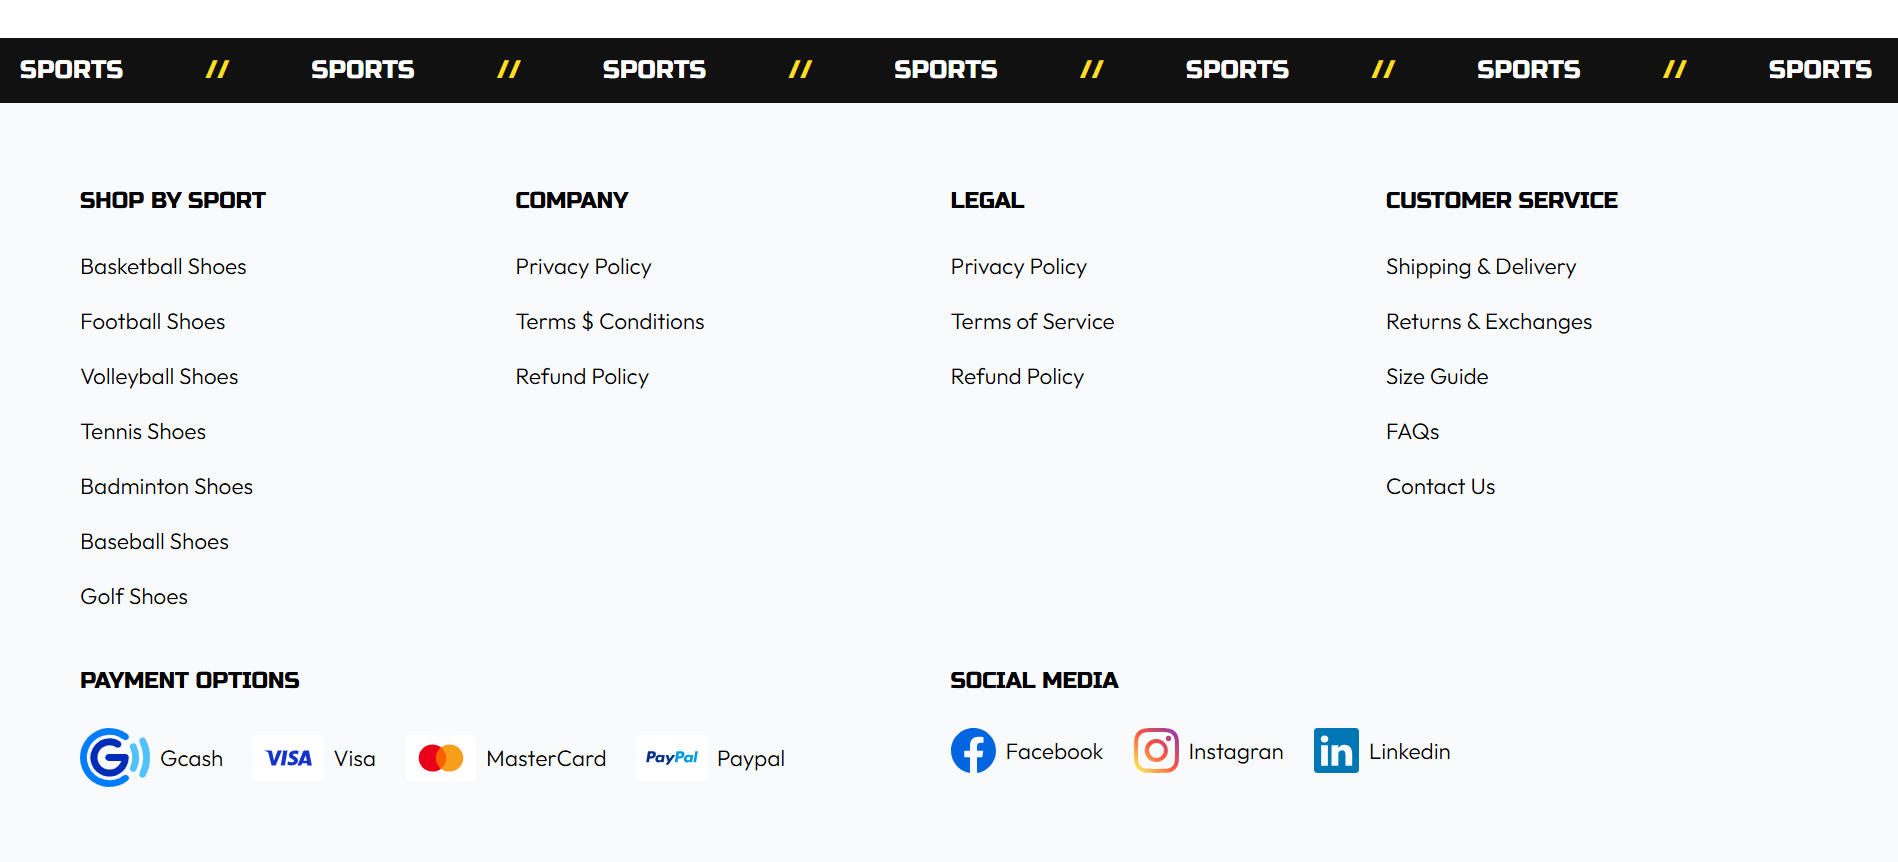 SPORTS // SPORTS // SPORTS // SPORTS // SPORTS // SPORTS // SPORTS
SHOP BY SPORT
Basketball Shoes
Football Shoes
Volleyball Shoes
Tennis Shoes
Badminton Shoes
Baseball Shoes
Golf Shoes
COMPANY
Privacy Policy
Terms $ Conditions
Refund Policy
LEGAL
Privacy Policy
Terms of Service
Refund Policy
CUSTOMER SERVICE
Shipping & Delivery
Returns & Exchanges
Size Guide
FAQs
Contact Us
PAYMENT OPTIONS
G Gcash VISA Visa MasterCard PayPal Paypal
SOCIAL MEDIA
f Facebook Instagran in Linkedin